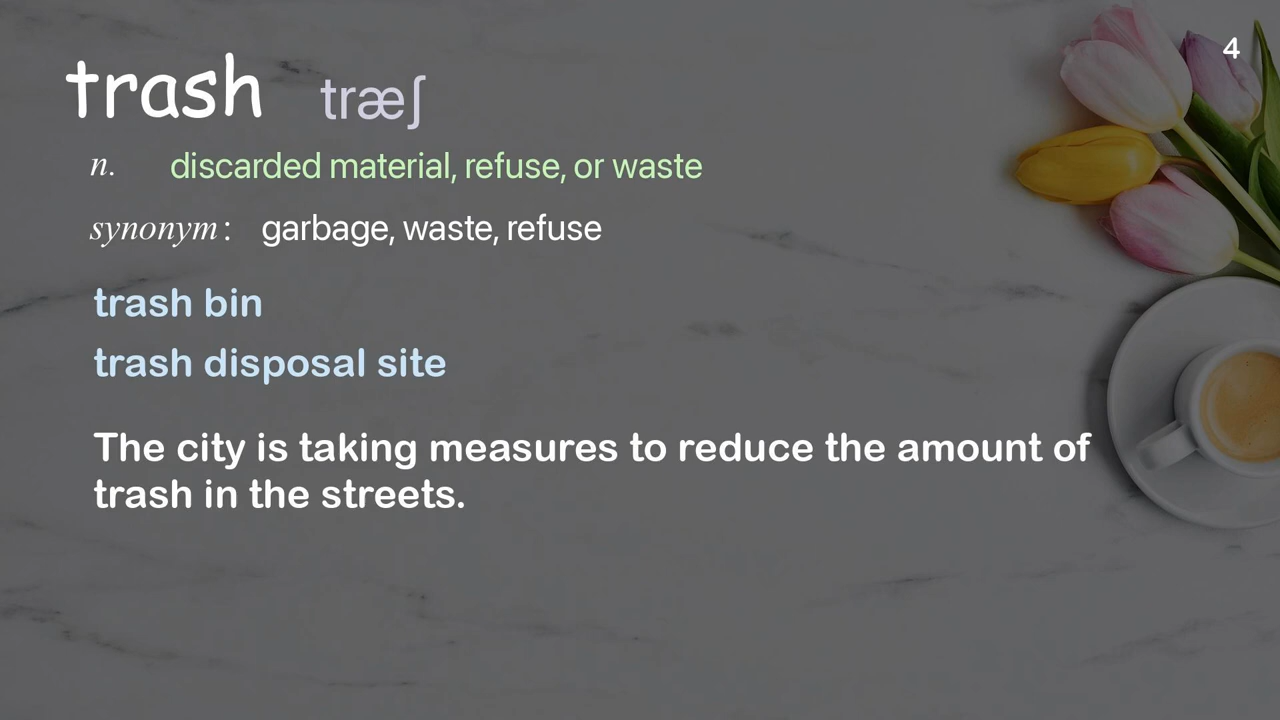 4
trash træʃ
n. discarded material, refuse, or waste
synonym: garbage, waste, refuse
trash bin
trash disposal site
The city is taking measures to reduce the amount of
trash in the streets.